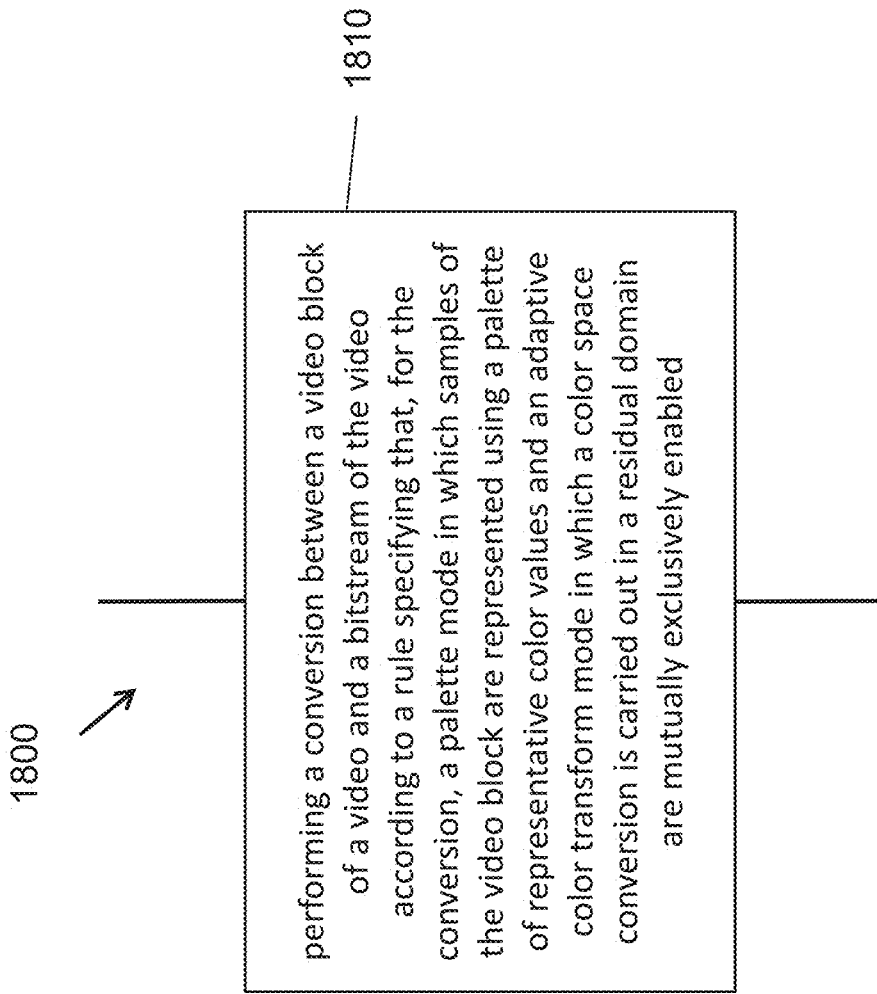 1800
1810
performing a conversion between a video block
of a video and a bitstream of the video
according to a rule specifying that, for the
conversion, a palette mode in which samples of
the video block are represented using a palette
of representative color values and an adaptive
color transform mode in which a color space
conversion is carried out in a residual domain
are mutually exclusively enabled